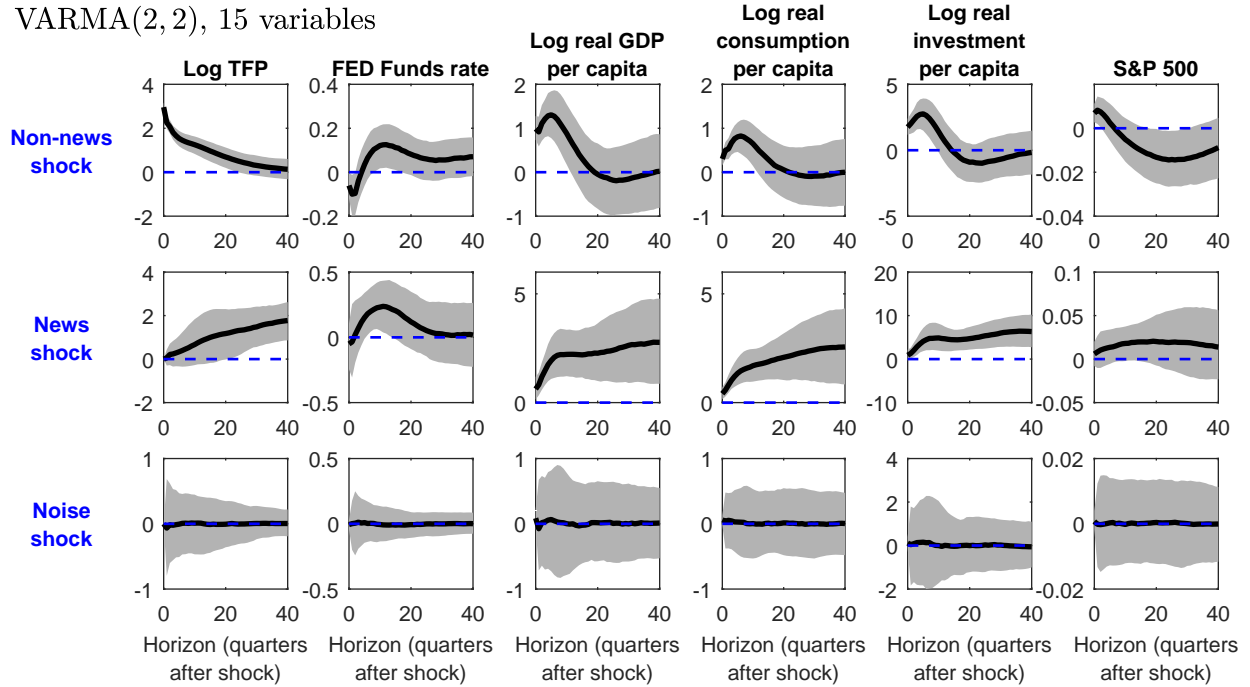 VARMA(2, 2), 15 variables
Log TFP
FED Funds rate
Log real GDP
per capita
Log real
consumption
per capita
Log real
investment
per capita
S&P 500
Non-news
shock
4
2
0
-2
0 20 40
0.4
0.2
0
-0.2
0 20 40
2
1
0
-1
0 20 40
2
1
0
-1
0 20 40
5
0
-5
0 20 40
0
-0.02
-0.04
0 20 40
News
shock
4
2
0
-2
0 20 40
0.5
0
-0.5
0 20 40
5
0
0 20 40
5
0
0 20 40
20
10
0
-10
0 20 40
0.1
0.05
0
-0.05
0 20 40
Noise
shock
1
0
-1
0 20 40
0.5
0
-0.5
0 20 40
1
0
-1
0 20 40
1
0
-1
0 20 40
4
2
0
-2
0 20 40
0.02
0
-0.02
0 20 40
Horizon (quarters
after shock)
Horizon (quarters
after shock)
Horizon (quarters
after shock)
Horizon (quarters
after shock)
Horizon (quarters
after shock)
Horizon (quarters
after shock)